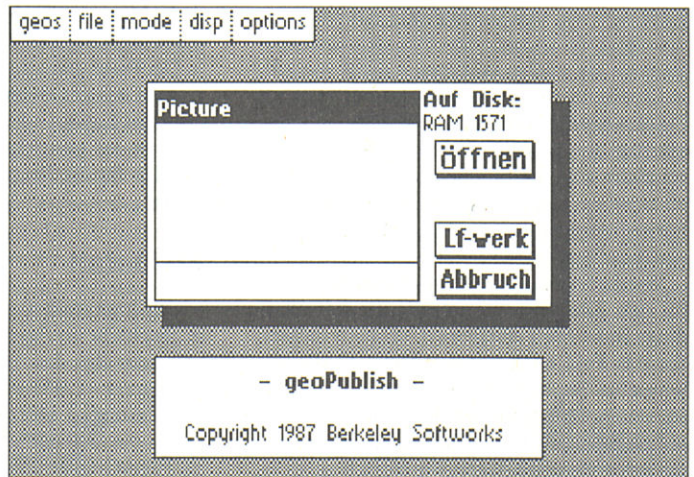 geos file mode disp options
Picture
Auf Disk:
RAM 1571
Öffnen
Lf-werk
Abbruch
- geoPublish -
Copyright 1987 Berkeley Softworks